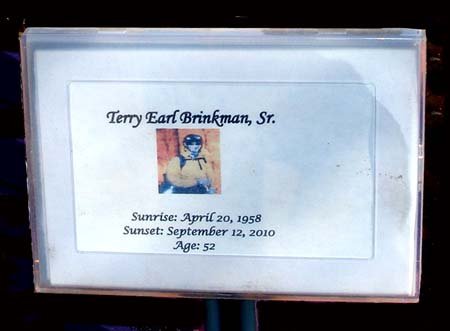 Terry Earl Brinkman, Sr.
Sunrise: April 20, 1958
Sunset: September 12, 2010
Age: 52